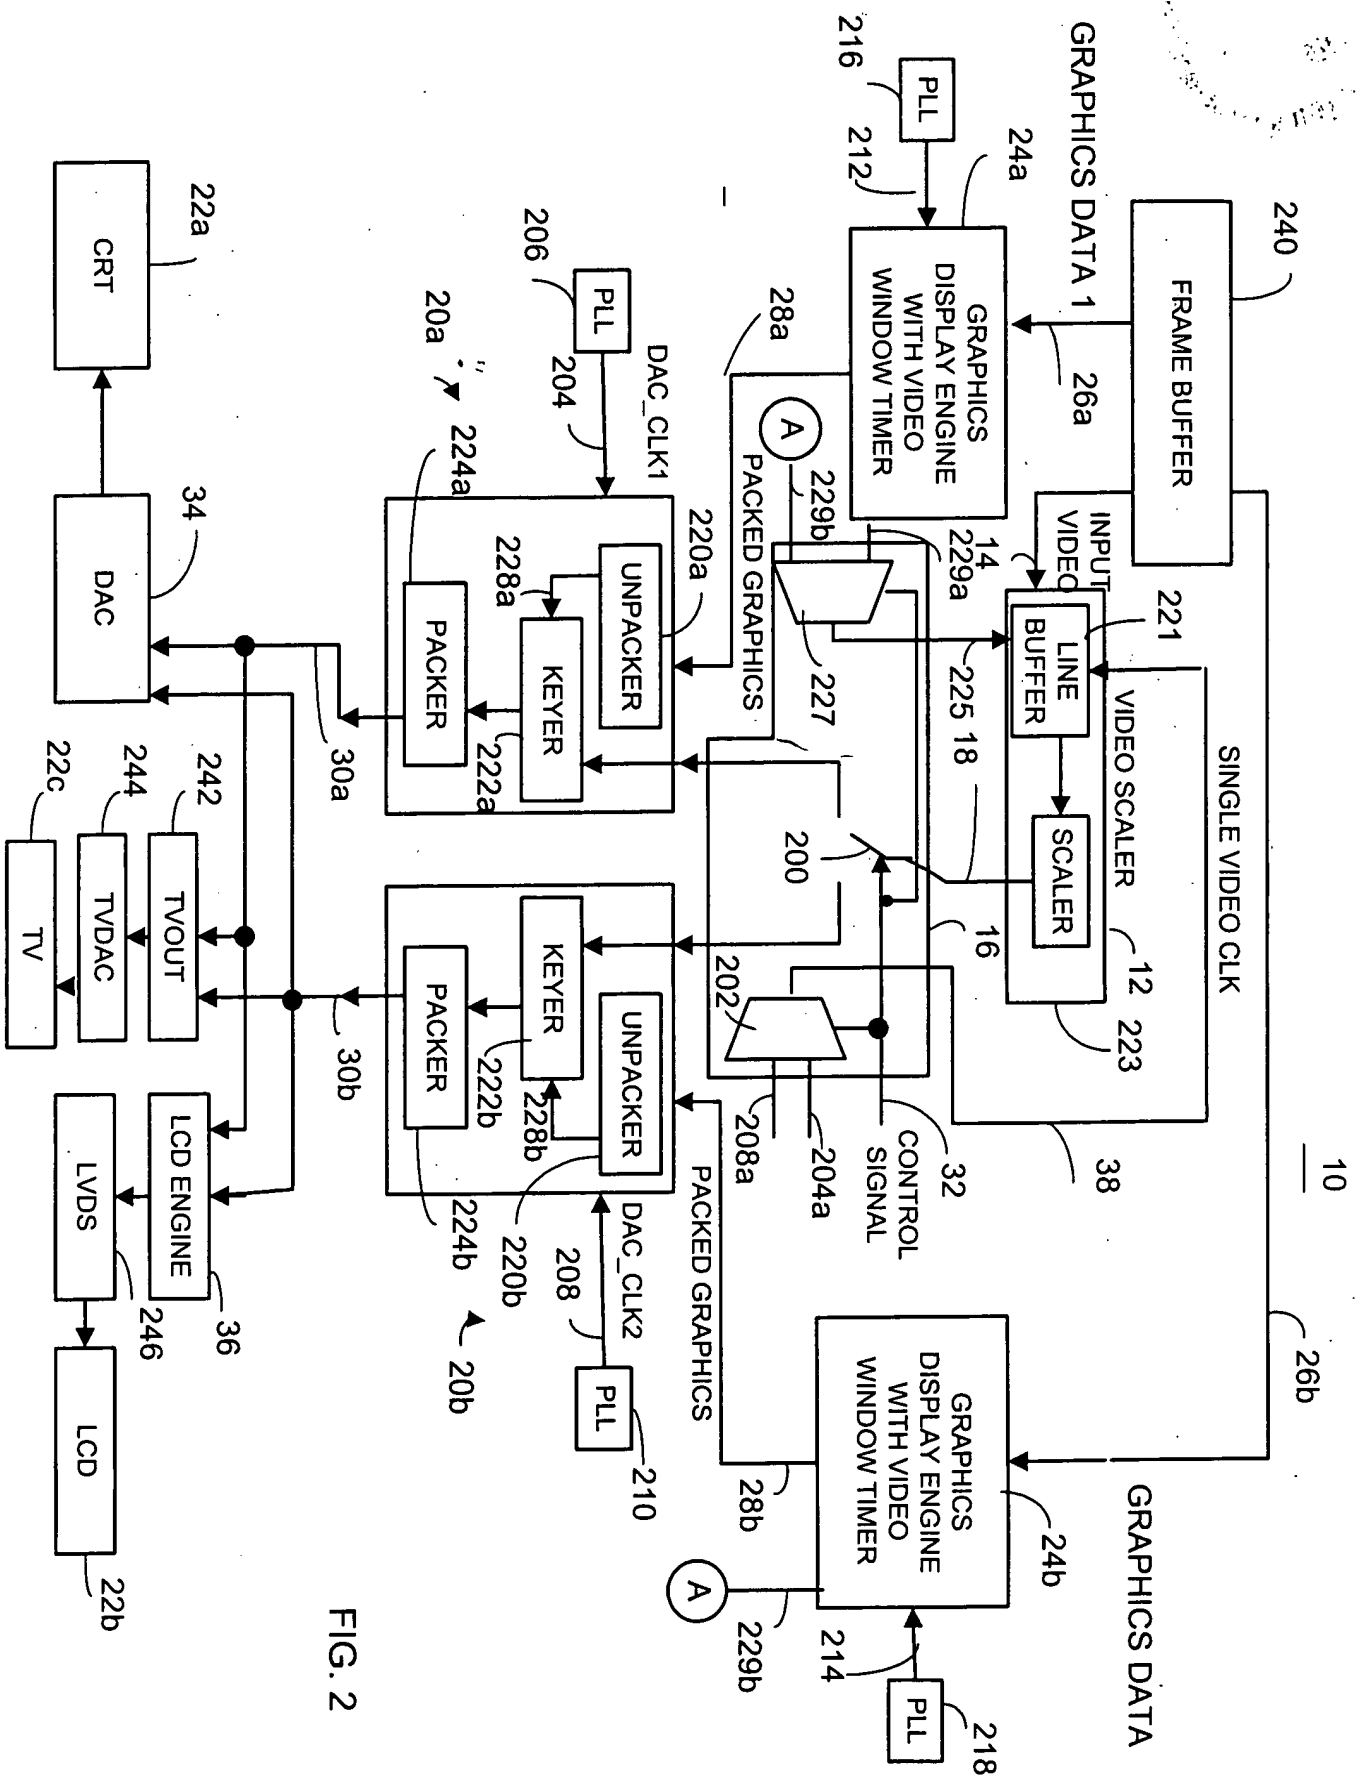 10
240
FRAME BUFFER
GRAPHICS DATA 1
26a
SINGLE VIDEO CLK
26b
GRAPHICS DATA
216
PLL
212
24a
GRAPHICS
DISPLAY ENGINE
WITH VIDEO
WINDOW TIMER
INPUT
VIDEO
14
221
LINE
BUFFER
VIDEO SCALER
SCALER
12
223
38
GRAPHICS
DISPLAY ENGINE
WITH VIDEO
WINDOW TIMER
24b
PLL
218
214
28a
A
229b
229a
227
225
18
200
16
202
32
CONTROL
SIGNAL
204a
208a
28b
A
229b
PACKED GRAPHICS
PACKED GRAPHICS
206
PLL
204
DAC_CLK1
20a
220a
UNPACKER
228a
KEYER
222a
224a
PACKER
UNPACKER
220b
KEYER
222b
228b
PACKER
224b
DAC_CLK2
208
PLL
210
20b
30a
30b
22a
CRT
34
DAC
242
TVOUT
244
TVDAC
22c
TV
LCD ENGINE
36
LVDS
246
LCD
22b
FIG. 2